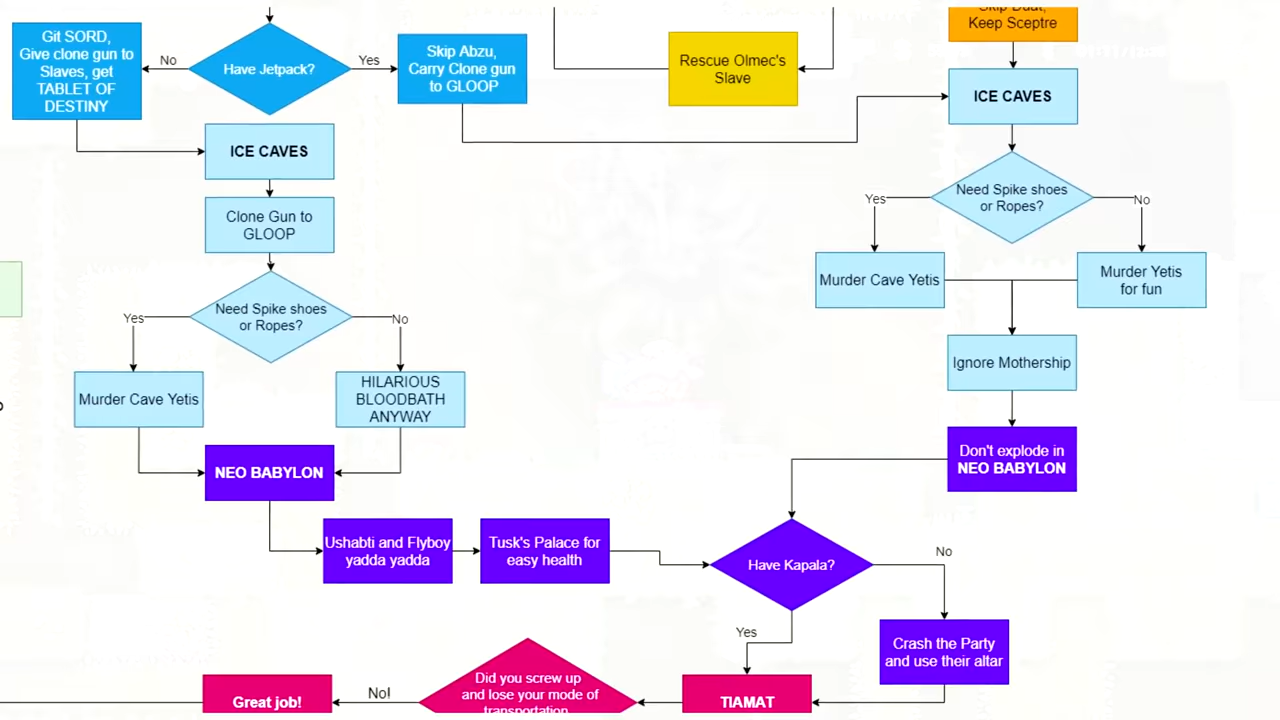 Git SORD,
Give clone gun to
Slaves, get
TABLET OF
DESTINY
No
Have Jetpack?
Yes
Skip Abzu,
Carry Clone gun
to GLOOP
Rescue Olmec's
Slave
Skip Duat,
Keep Sceptre
ICE CAVES
ICE CAVES
Clone Gun to
GLOOP
Need Spike shoes
or Ropes?
Yes
No
Murder Cave Yetis
Murder Yetis
for fun
Need Spike shoes
or Ropes?
Yes
No
Murder Cave Yetis
HILARIOUS
BLOODBATH
ANYWAY
Ignore Mothership
NEO BABYLON
Don't explode in
NEO BABYLON
Ushabti and Flyboy
yadda yadda
Tusk's Palace for
easy health
Have Kapala?
No
Yes
Crash the Party
and use their altar
TIAMAT
Did you screw up
and lose your mode of
transportation
No!
Great job!